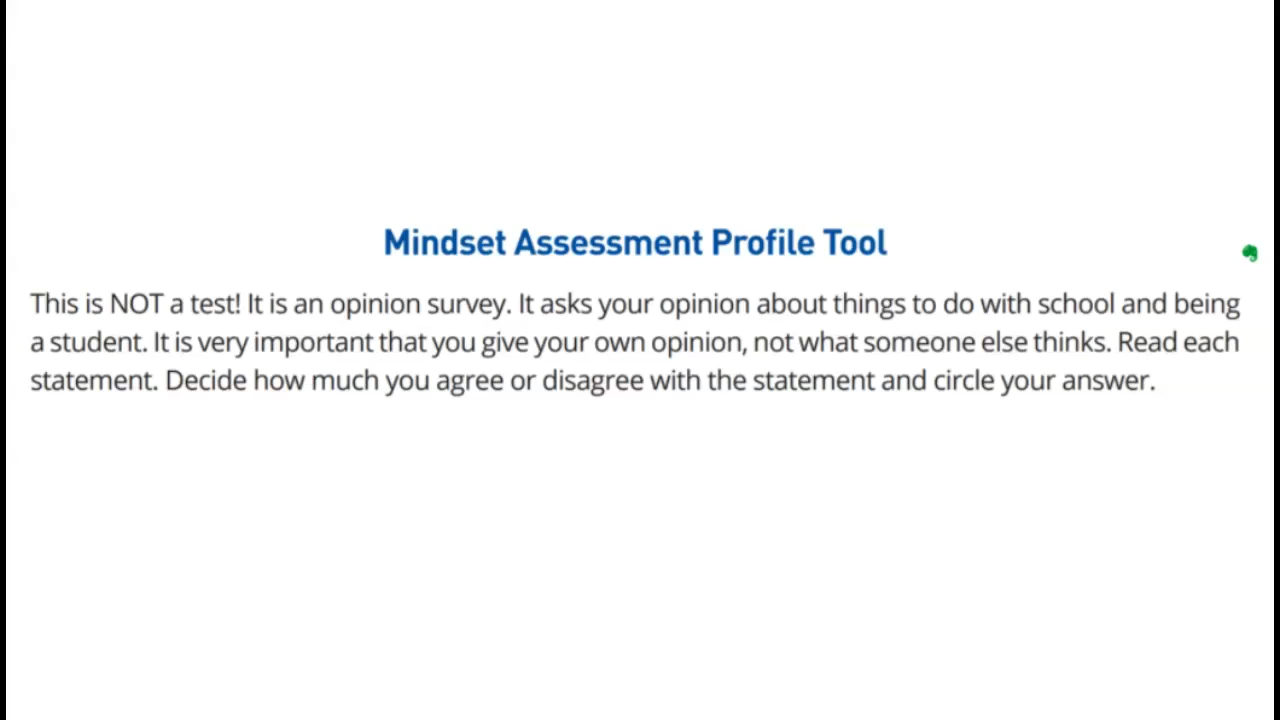 Mindset Assessment Profile Tool
This is NOT a test! It is an opinion survey. It asks your opinion about things to do with school and being
a student. It is very important that you give your own opinion, not what someone else thinks. Read each
statement. Decide how much you agree or disagree with the statement and circle your answer.